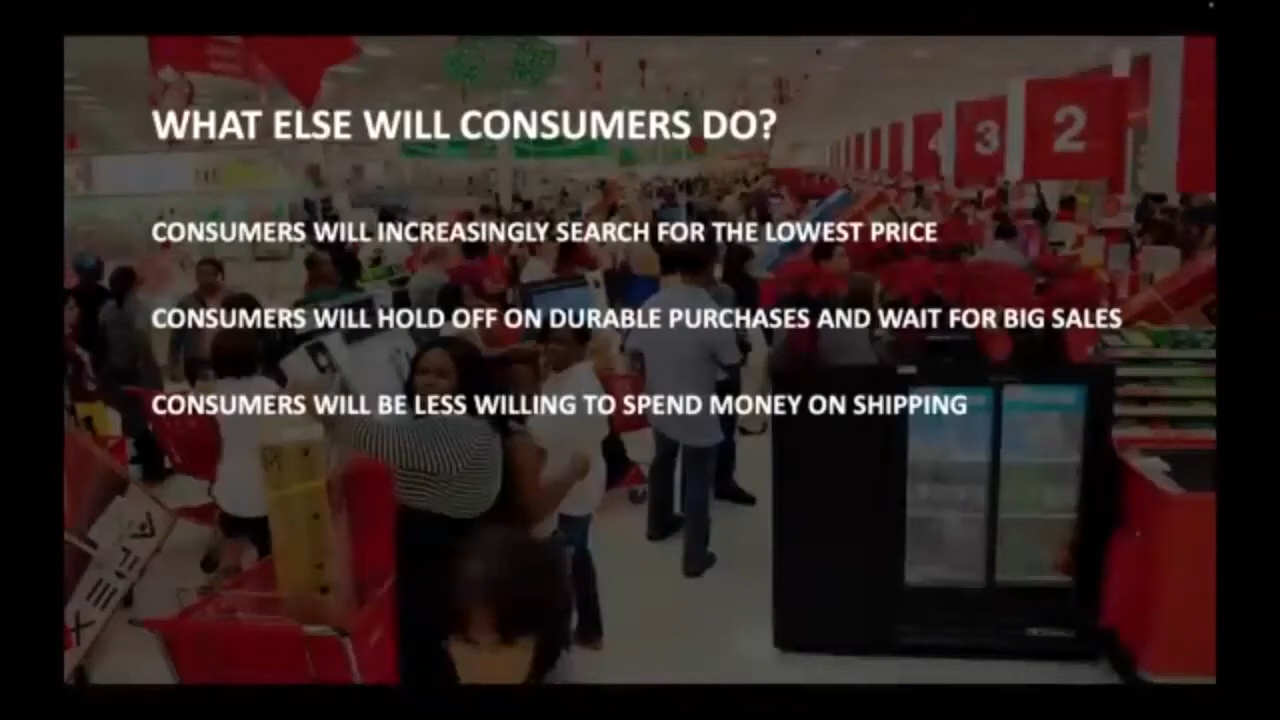 WHAT ELSE WILL CONSUMERS DO?
4 3 2
CONSUMERS WILL INCREASINGLY SEARCH FOR THE LOWEST PRICE
CONSUMERS WILL HOLD OFF ON DURABLE PURCHASES AND WAIT FOR BIG SALES
CONSUMERS WILL BE LESS WILLING TO SPEND MONEY ON SHIPPING